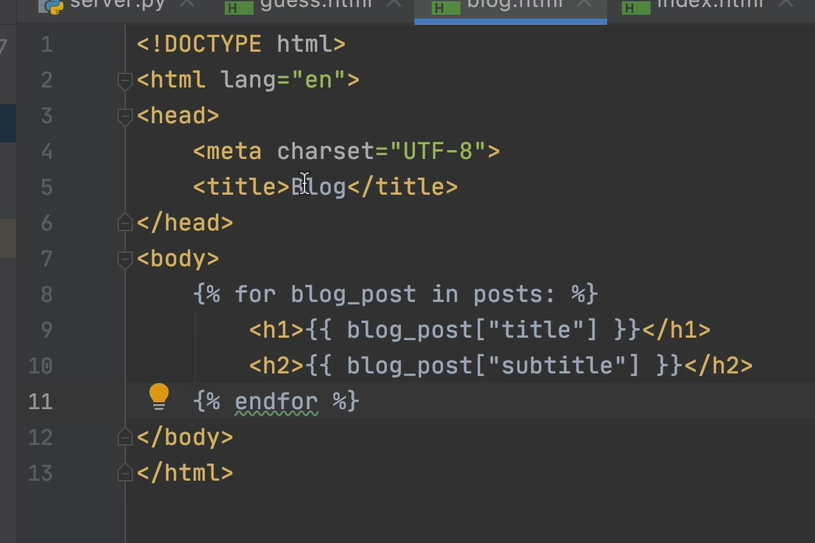 server.py guess.html blog.html index.html
7
1 <!DOCTYPE html>
2 <html lang="en">
3 <head>
4 <meta charset="UTF-8">
5 <title>Blog</title>
6 </head>
7 <body>
8 {% for blog_post in posts: %}
9 <h1>{{ blog_post["title"] }}</h1>
10 <h2>{{ blog_post["subtitle"] }}</h2>
11 {% endfor %}
12 </body>
13 </html>